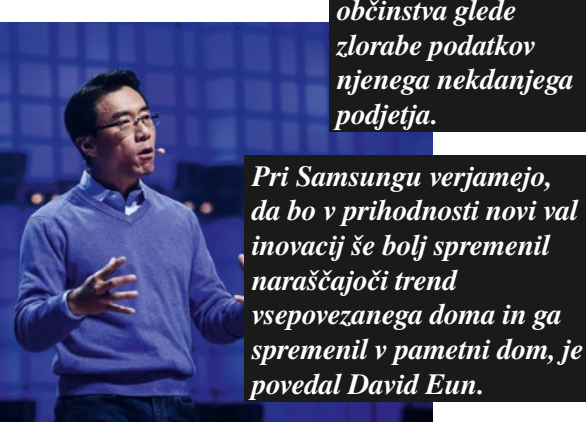 občinstva glede
zlorabe podatkov
njenega nekdanjega
podjetja.
Pri Samsungu verjamejo,
da bo v prihodnosti novi val
inovacij še bolj spremenil
naraščajoči trend
vsepovezanega doma in ga
spremenil v pametni dom, je
povedal David Eun.